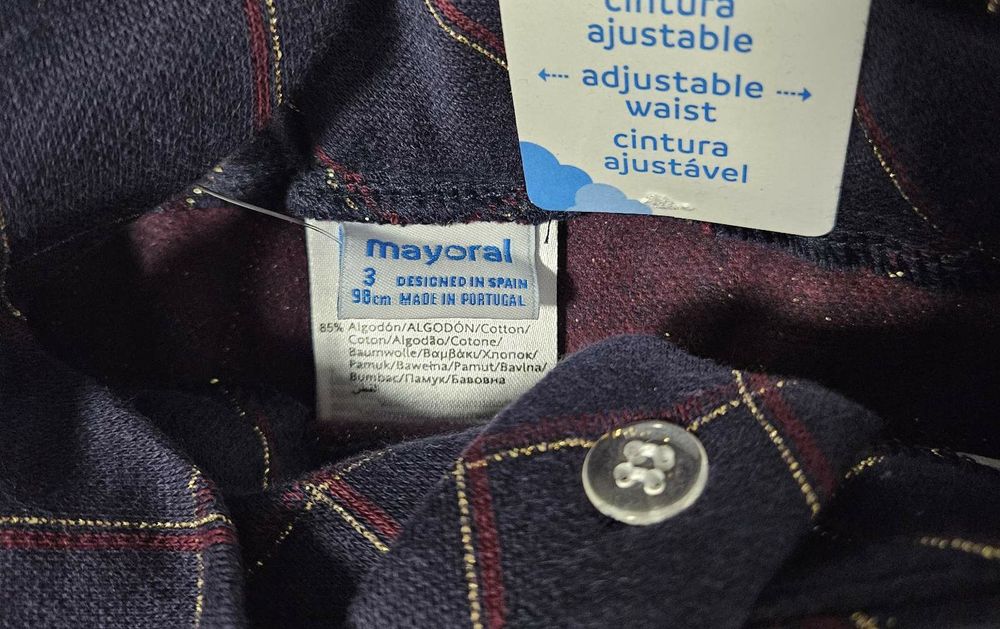 cintura
ajustable
adjustable
waist
cintura
ajustável
mayoral
3 DESIGNED IN SPAIN
98cm MADE IN PORTUGAL
85% Algodón/ALGODÓN/Cotton/
Coton/Algodão/Cotone/
Baumwolle/Βαμβάκι/Хлопок/
Pamuk/Bawełna/Pamut/Bavlna/
Bumbac/Памук/Бавовна
القطن